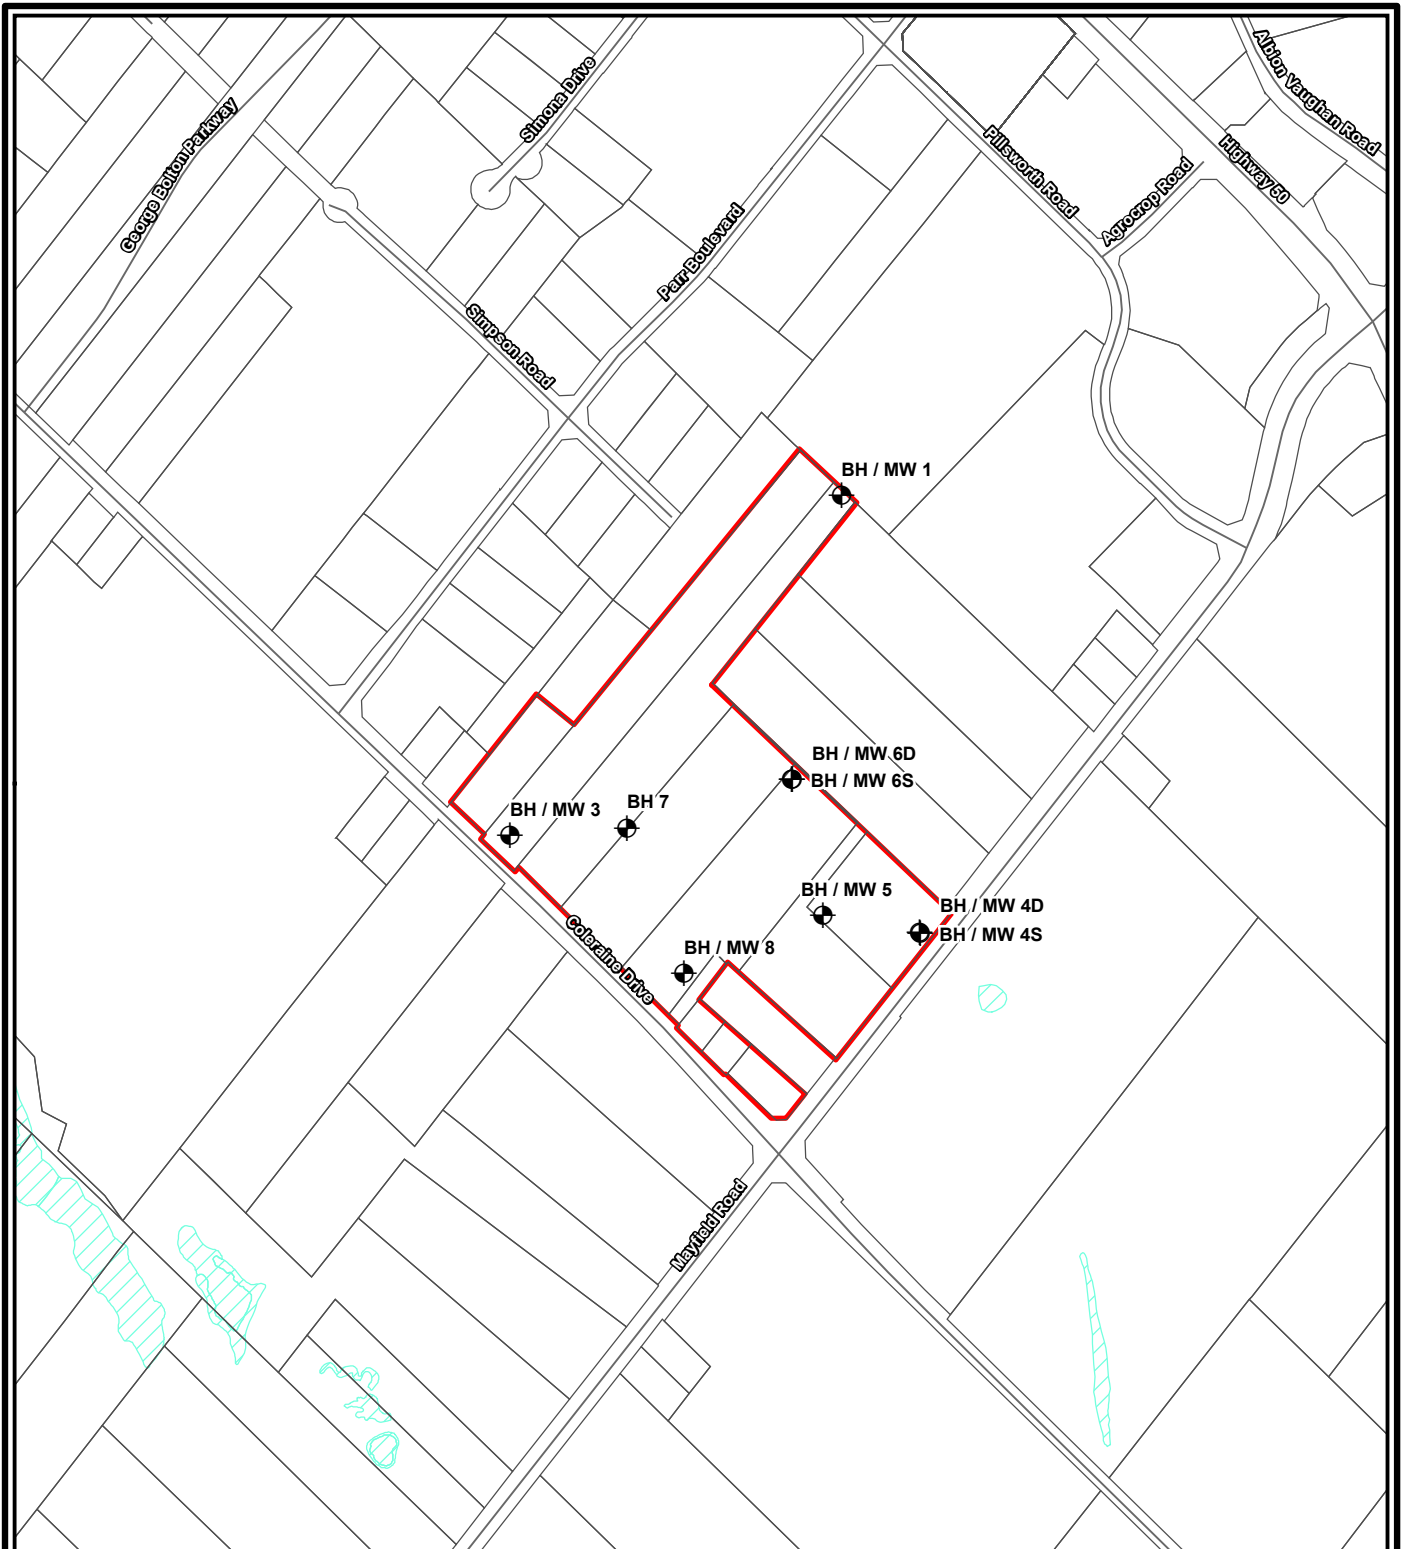 Albion Vaughan Road
Simona Drive
George Bolton Parkway
Highway 50
Pillsworth Road
Agrocrop Road
Parr Boulevard
Simpson Road
BH / MW 1
BH / MW 6D
BH / MW 6S
BH 7
BH / MW 3
BH / MW 5
BH / MW 4D
BH / MW 4S
BH / MW 8
Coleraine Drive
Mayfield Road